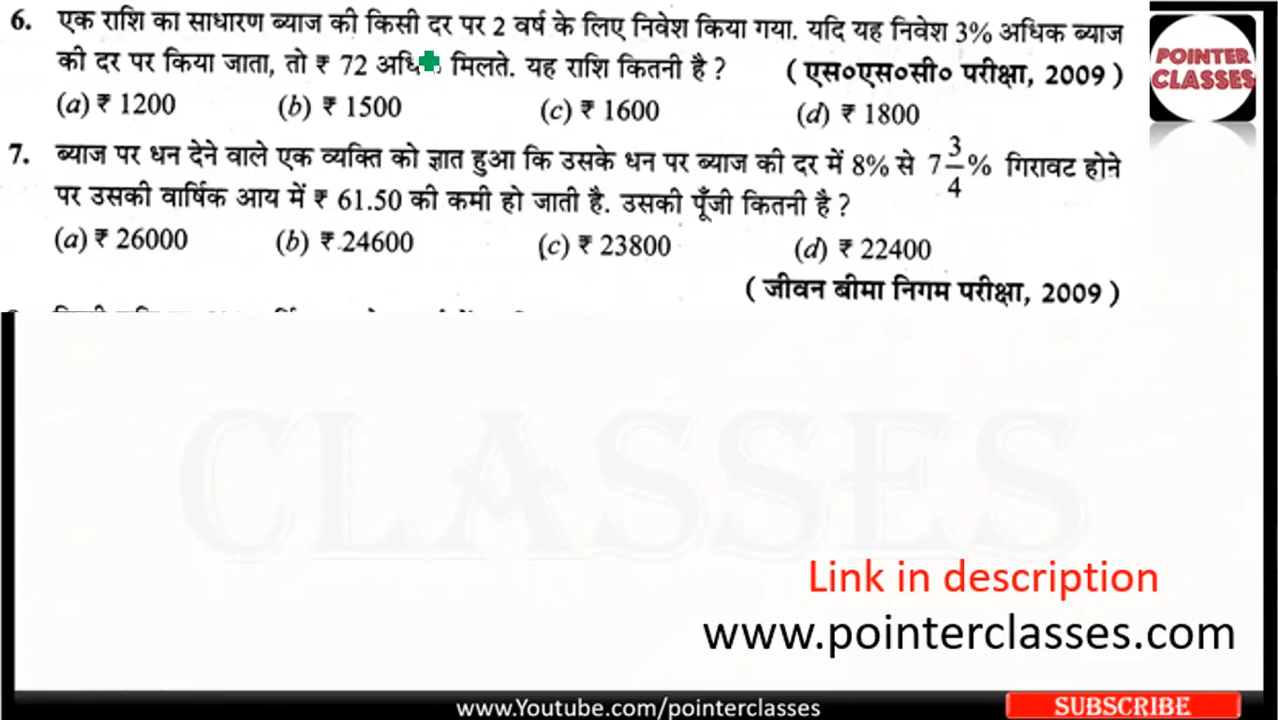 6. एक राशि का साधारण ब्याज की किसी दर पर 2 वर्ष के लिए निवेश किया गया. यदि यह निवेश 3% अधिक ब्याज
की दर पर किया जाता, तो ₹ 72 मिलते. यह राशि कितनी है ? ( एस०एस०सी० परीक्षा, 2009 )
(a) ₹ 1200 (b) ₹ 1500 (c) ₹ 1600 (d) ₹ 1800
7. ब्याज पर धन देने वाले एक व्यक्ति को ज्ञात हुआ कि उसके धन पर ब्याज की दर में 8% से 7 3/4% गिरावट होने
पर उसकी वार्षिक आय में ₹ 61.50 की कमी हो जाती है. उसकी पूँजी कितनी है ?
(a) ₹ 26000 (b) ₹ 24600 (c) ₹ 23800 (d) ₹ 22400
( जीवन बीमा निगम परीक्षा, 2009 )
POINTER
CLASSES
CLASSES
Link in description
www.pointerclasses.com
www.Youtube.com/pointerclasses
SUBSCRIBE